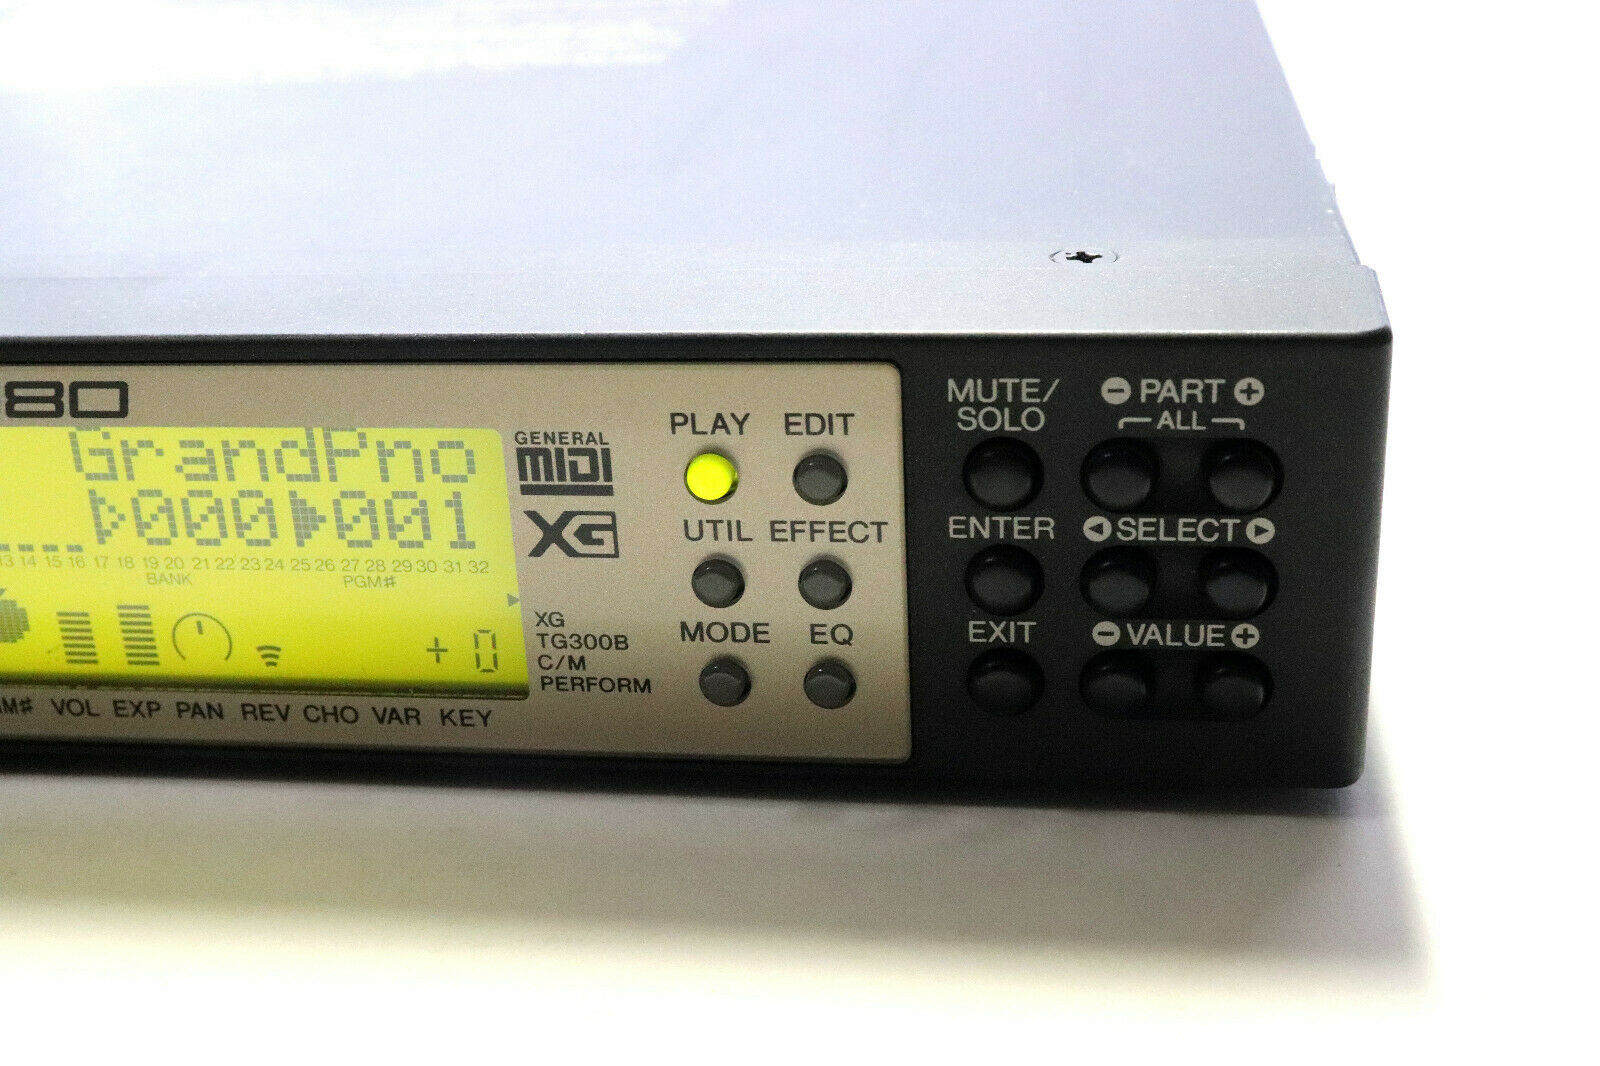 80
GrandPno
000 001
13 14 15 16 17 18 19 20 21 22 23 24 25 26 27 28 29 30 31 32
BANK PGM#
+ 0
VOL EXP PAN REV CHO VAR KEY
GENERAL
MIDI
XG
XG
TG300B
C/M
PERFORM
PLAY EDIT
UTIL EFFECT
MODE EQ
MUTE/
SOLO
ENTER
EXIT
- PART +
ALL
SELECT
- VALUE +